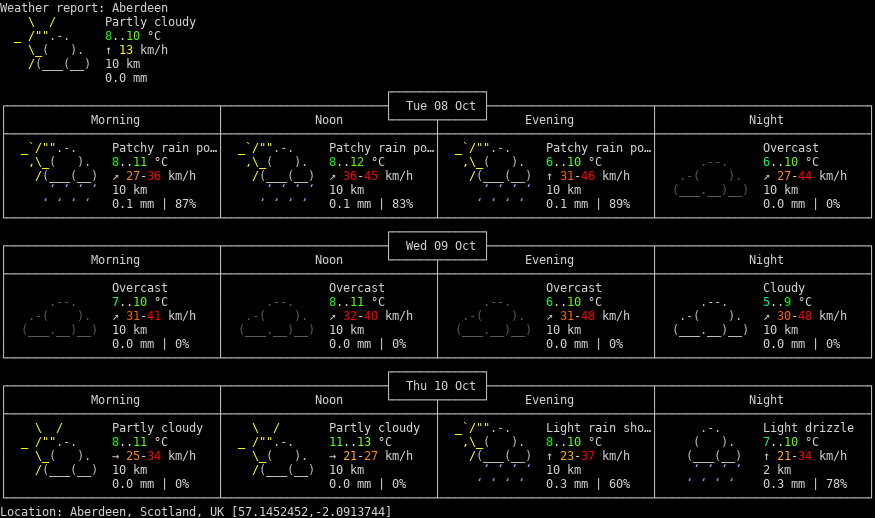 Weather report: Aberdeen
Partly cloudy
8..10 °C
↑ 13 km/h
10 km
0.0 mm
Tue 08 Oct
Morning Noon Evening Night
Patchy rain po… Patchy rain po… Patchy rain po… Overcast
8..11 °C 8..12 °C 6..10 °C 6..10 °C
↗ 27-36 km/h ↗ 36-45 km/h ↑ 31-46 km/h ↗ 27-44 km/h
10 km 10 km 10 km 10 km
0.1 mm | 87% 0.1 mm | 83% 0.1 mm | 89% 0.0 mm | 0%
Wed 09 Oct
Morning Noon Evening Night
Overcast Overcast Overcast Cloudy
7..10 °C 8..11 °C 6..10 °C 5..9 °C
↗ 31-41 km/h ↗ 32-40 km/h ↗ 31-48 km/h ↗ 30-48 km/h
10 km 10 km 10 km 10 km
0.0 mm | 0% 0.0 mm | 0% 0.0 mm | 0% 0.0 mm | 0%
Thu 10 Oct
Morning Noon Evening Night
Partly cloudy Partly cloudy Light rain sho… Light drizzle
8..11 °C 11..13 °C 8..10 °C 7..10 °C
→ 25-34 km/h → 21-27 km/h ↑ 23-37 km/h ↑ 21-34 km/h
10 km 10 km 10 km 2 km
0.0 mm | 0% 0.0 mm | 0% 0.3 mm | 60% 0.3 mm | 78%
Location: Aberdeen, Scotland, UK [57.1452452,-2.0913744]